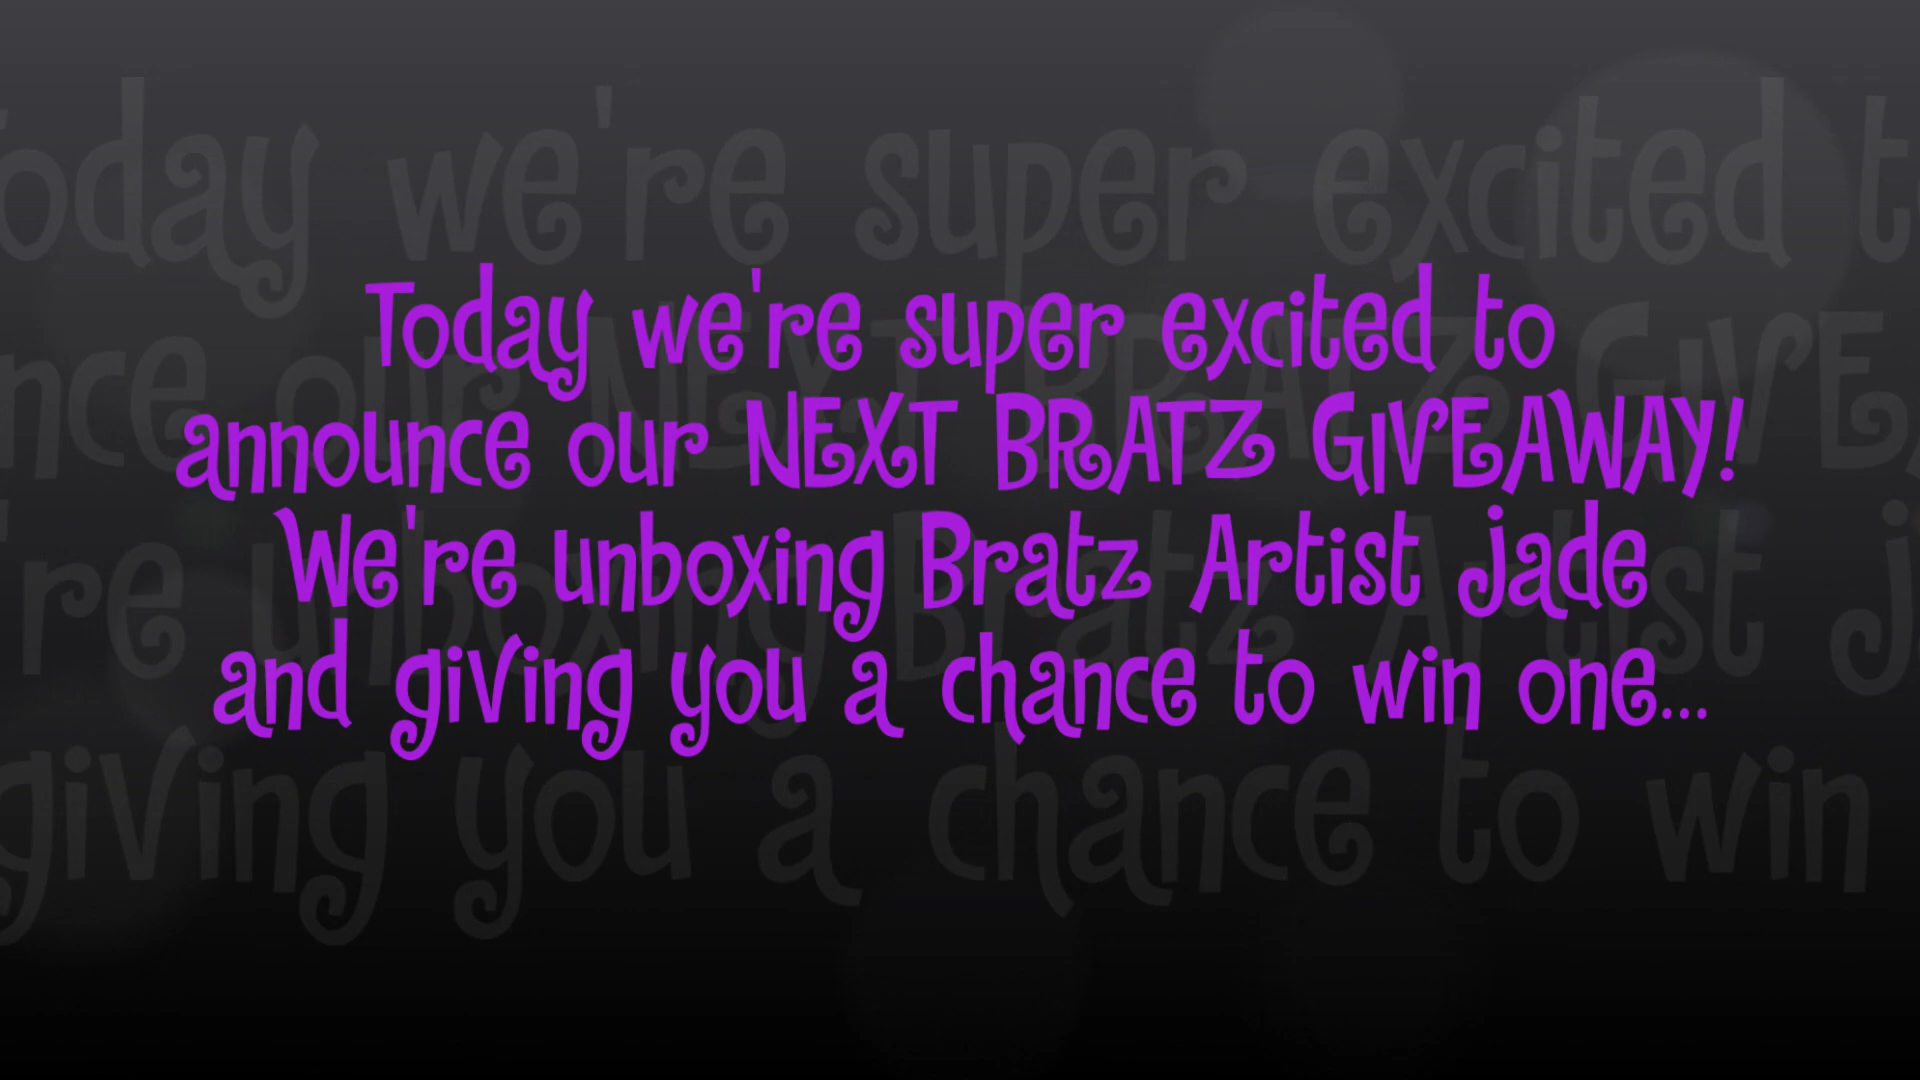 Today we're super excited to
announce our NEXT BRATZ GIVEAWAY!
We're unboxing Bratz Artist Jade
and giving you a chance to win one...